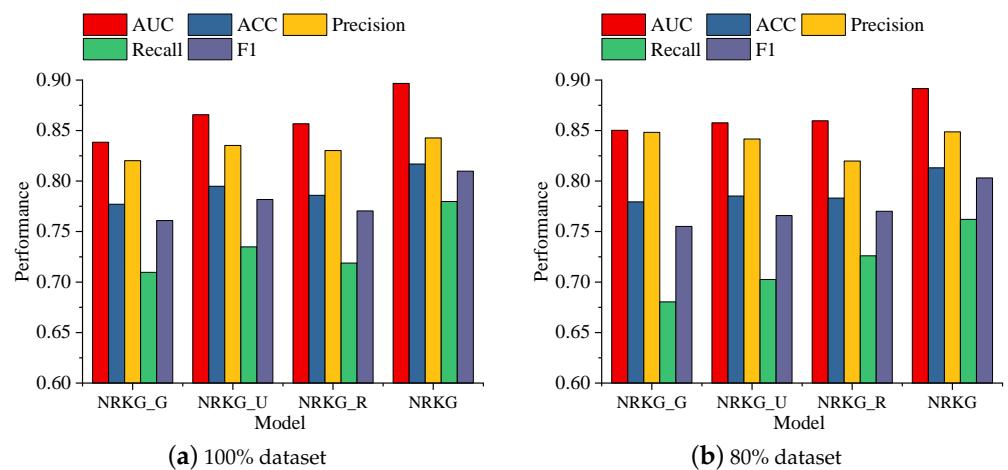 AUC ACC Precision
Recall F1
0.90
0.85
0.80
0.75
0.70
0.65
0.60
Performance
NRKG_G NRKG_U NRKG_R NRKG
Model
(a) 100% dataset
AUC ACC Precision
Recall F1
0.90
0.85
0.80
0.75
0.70
0.65
0.60
Performance
NRKG_G NRKG_U NRKG_R NRKG
Model
(b) 80% dataset